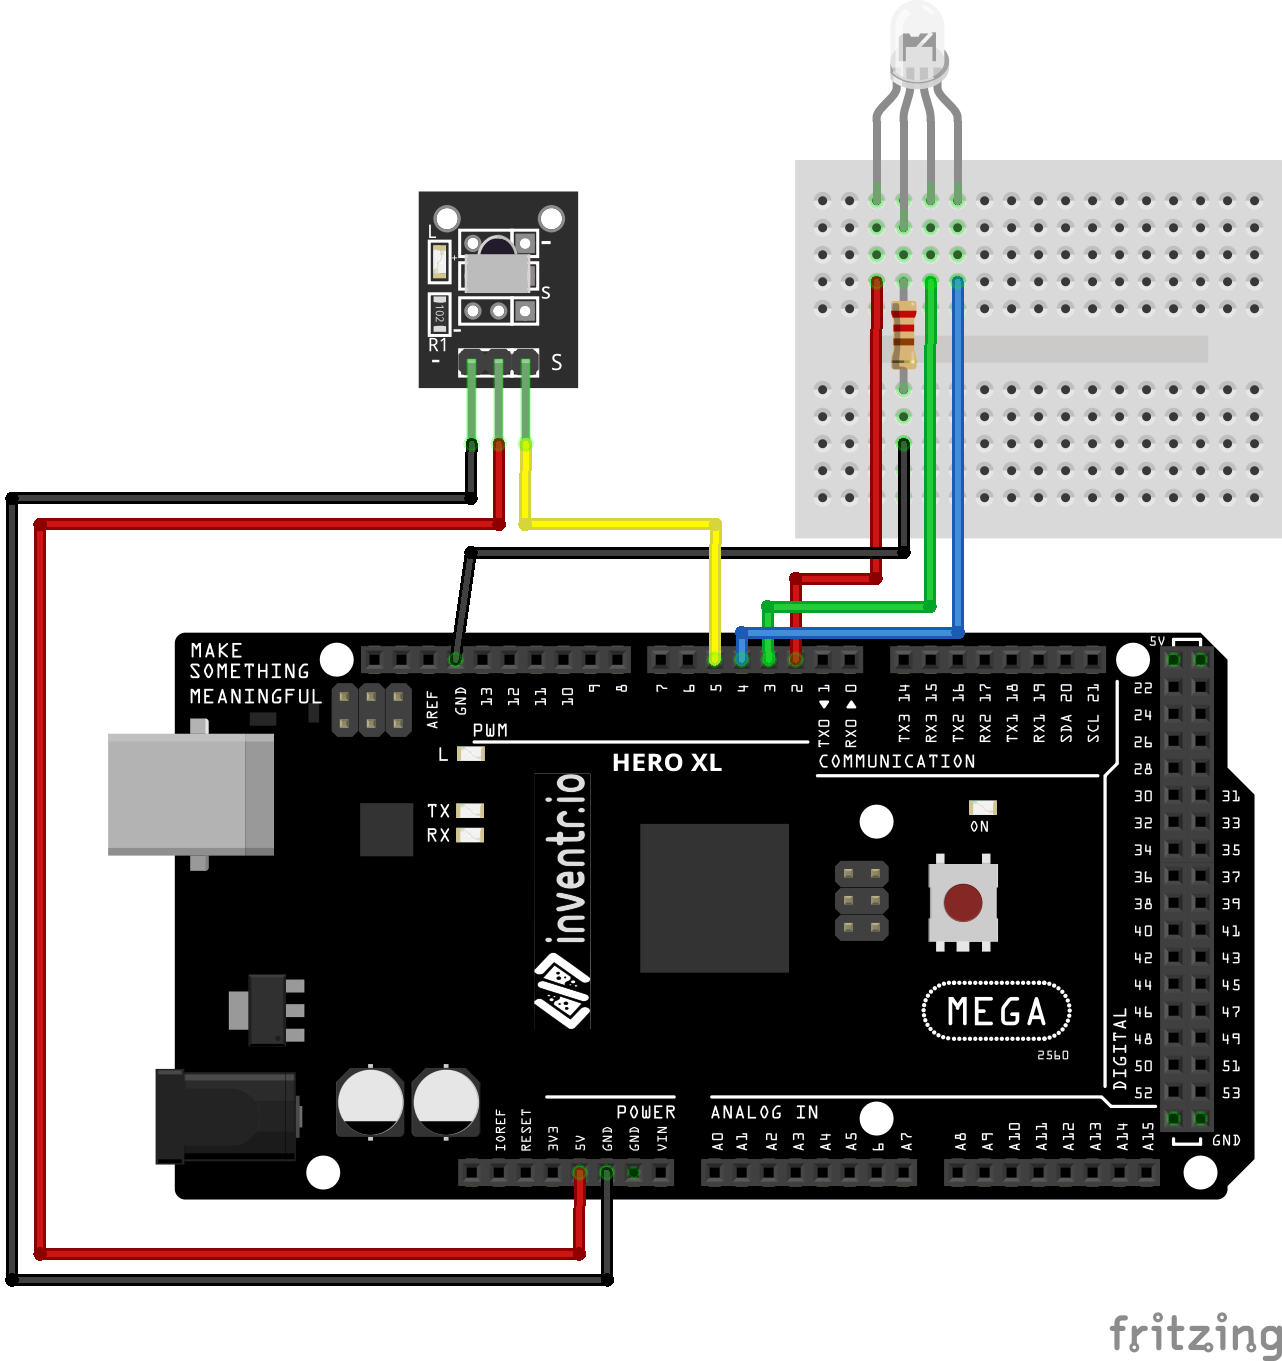 L
+
-
S
102
-
R1
-
S
MAKE
SOMETHING
MEANINGFUL
AREF
GND
13
12
11
10
9
8
7
6
5
4
3
2
TX0 ◀ 1
RX0 ▶ 0
TX3 14
RX3 15
TX2 16
RX2 17
TX1 18
RX1 19
SDA 20
SCL 21
5V
PWM
COMMUNICATION
L
TX
RX
HERO XL
inventr.io
ON
22
24
26
28
30 31
32 33
34 35
36 37
38 39
40 41
42 43
44 45
46 47
48 49
50 51
52 53
DIGITAL
GND
MEGA
2560
POWER
ANALOG IN
IOREF
RESET
3V3
5V
GND
GND
VIN
A0
A1
A2
A3
A4
A5
6
A7
A8
A9
A10
A11
A12
A13
A14
A15
fritzing